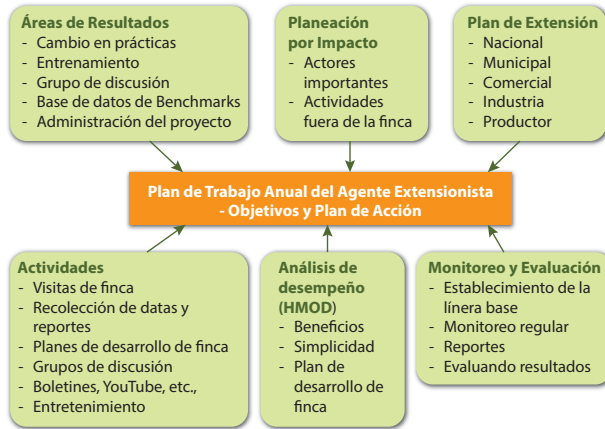 Áreas de Resultados
- Cambio en prácticas
- Entrenamiento
- Grupo de discusión
- Base de datos de Benchmarks
- Administración del proyecto
Planeación
por Impacto
- Actores
importantes
- Actividades
fuera de la finca
Plan de Extensión
- Nacional
- Municipal
- Comercial
- Industria
- Productor
Plan de Trabajo Anual del Agente Extensionista
- Objetivos y Plan de Acción
Actividades
- Visitas de finca
- Recolección de datas y
reportes
- Planes de desarrollo de finca
- Grupos de discusión
- Boletines, YouTube, etc.,
- Entretenimiento
Análisis de
desempeño
(HMOD)
- Beneficios
- Simplicidad
- Plan de
desarrollo de
finca
Monitoreo y Evaluación
- Establecimiento de la
línera base
- Monitoreo regular
- Reportes
- Evaluando resultados